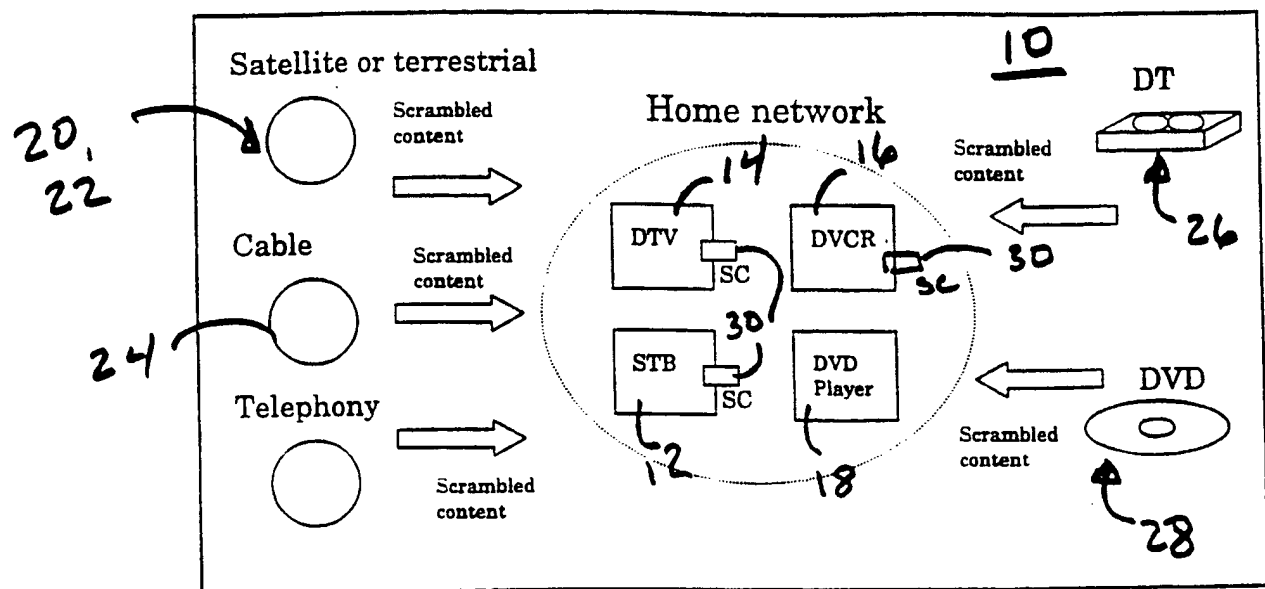 10
Satellite or terrestrial
20,
22
Scrambled
content
Home network
14
16
DT
Scrambled
content
26
DTV
SC
DVCR
sc
30
Cable
24
Scrambled
content
30
STB
SC
12
DVD
Player
18
DVD
Scrambled
content
28
Telephony
Scrambled
content